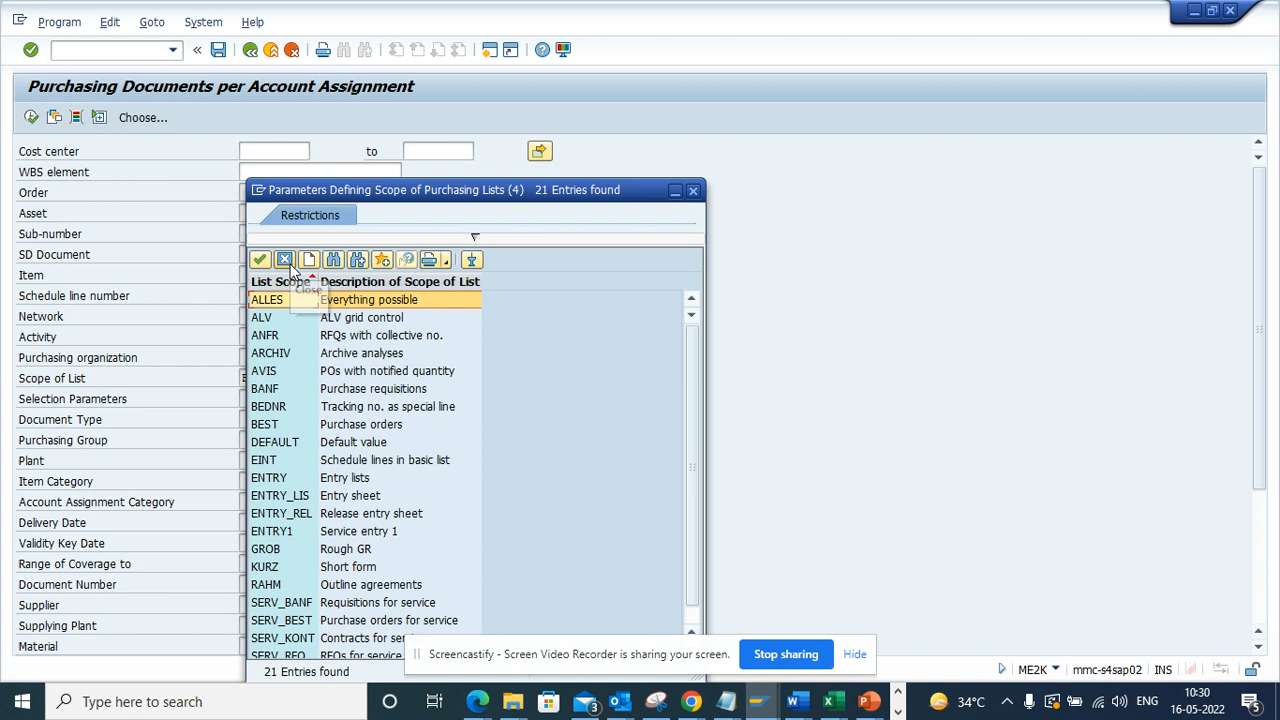 Program Edit Goto System Help
Purchasing Documents per Account Assignment
Choose...
Cost center to
WBS element
Order
Asset
Sub-number
SD Document
Item
Schedule line number
Network
Activity
Purchasing organization
Scope of List
Selection Parameters
Document Type
Purchasing Group
Plant
Item Category
Account Assignment Category
Delivery Date
Validity Key Date
Range of Coverage to
Document Number
Supplier
Supplying Plant
Material
Parameters Defining Scope of Purchasing Lists (4) 21 Entries found
Restrictions
List Scope Description of Scope of List
Close
ALLES Everything possible
ALV ALV grid control
ANFR RFQs with collective no.
ARCHIV Archive analyses
AVIS POs with notified quantity
BANF Purchase requisitions
BEDNR Tracking no. as special line
BEST Purchase orders
DEFAULT Default value
EINT Schedule lines in basic list
ENTRY Entry lists
ENTRY_LIS Entry sheet
ENTRY_REL Release entry sheet
ENTRY1 Service entry 1
GROB Rough GR
KURZ Short form
RAHM Outline agreements
SERV_BANF Requisitions for service
SERV_BEST Purchase orders for service
SERV_KONT Contracts for
RFQs for service
21 Entries found
Screencastify - Screen Video Recorder is sharing your screen. Stop sharing Hide
ME2K mmc-s4sap02 INS
Type here to search
3
34°C
ENG
10:30
16-05-2022
5